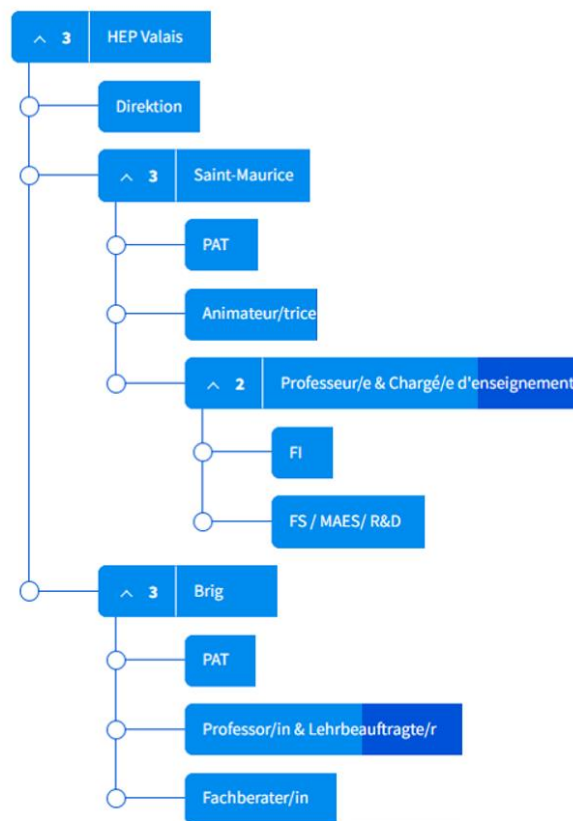 3 HEP Valais
Direktion
3 Saint-Maurice
PAT
Animateur/trice
2 Professeur/e & Chargé/e d'enseignement
FI
FS / MAES/ R&D
3 Brig
PAT
Professor/in & Lehrbeauftragte/r
Fachberater/in